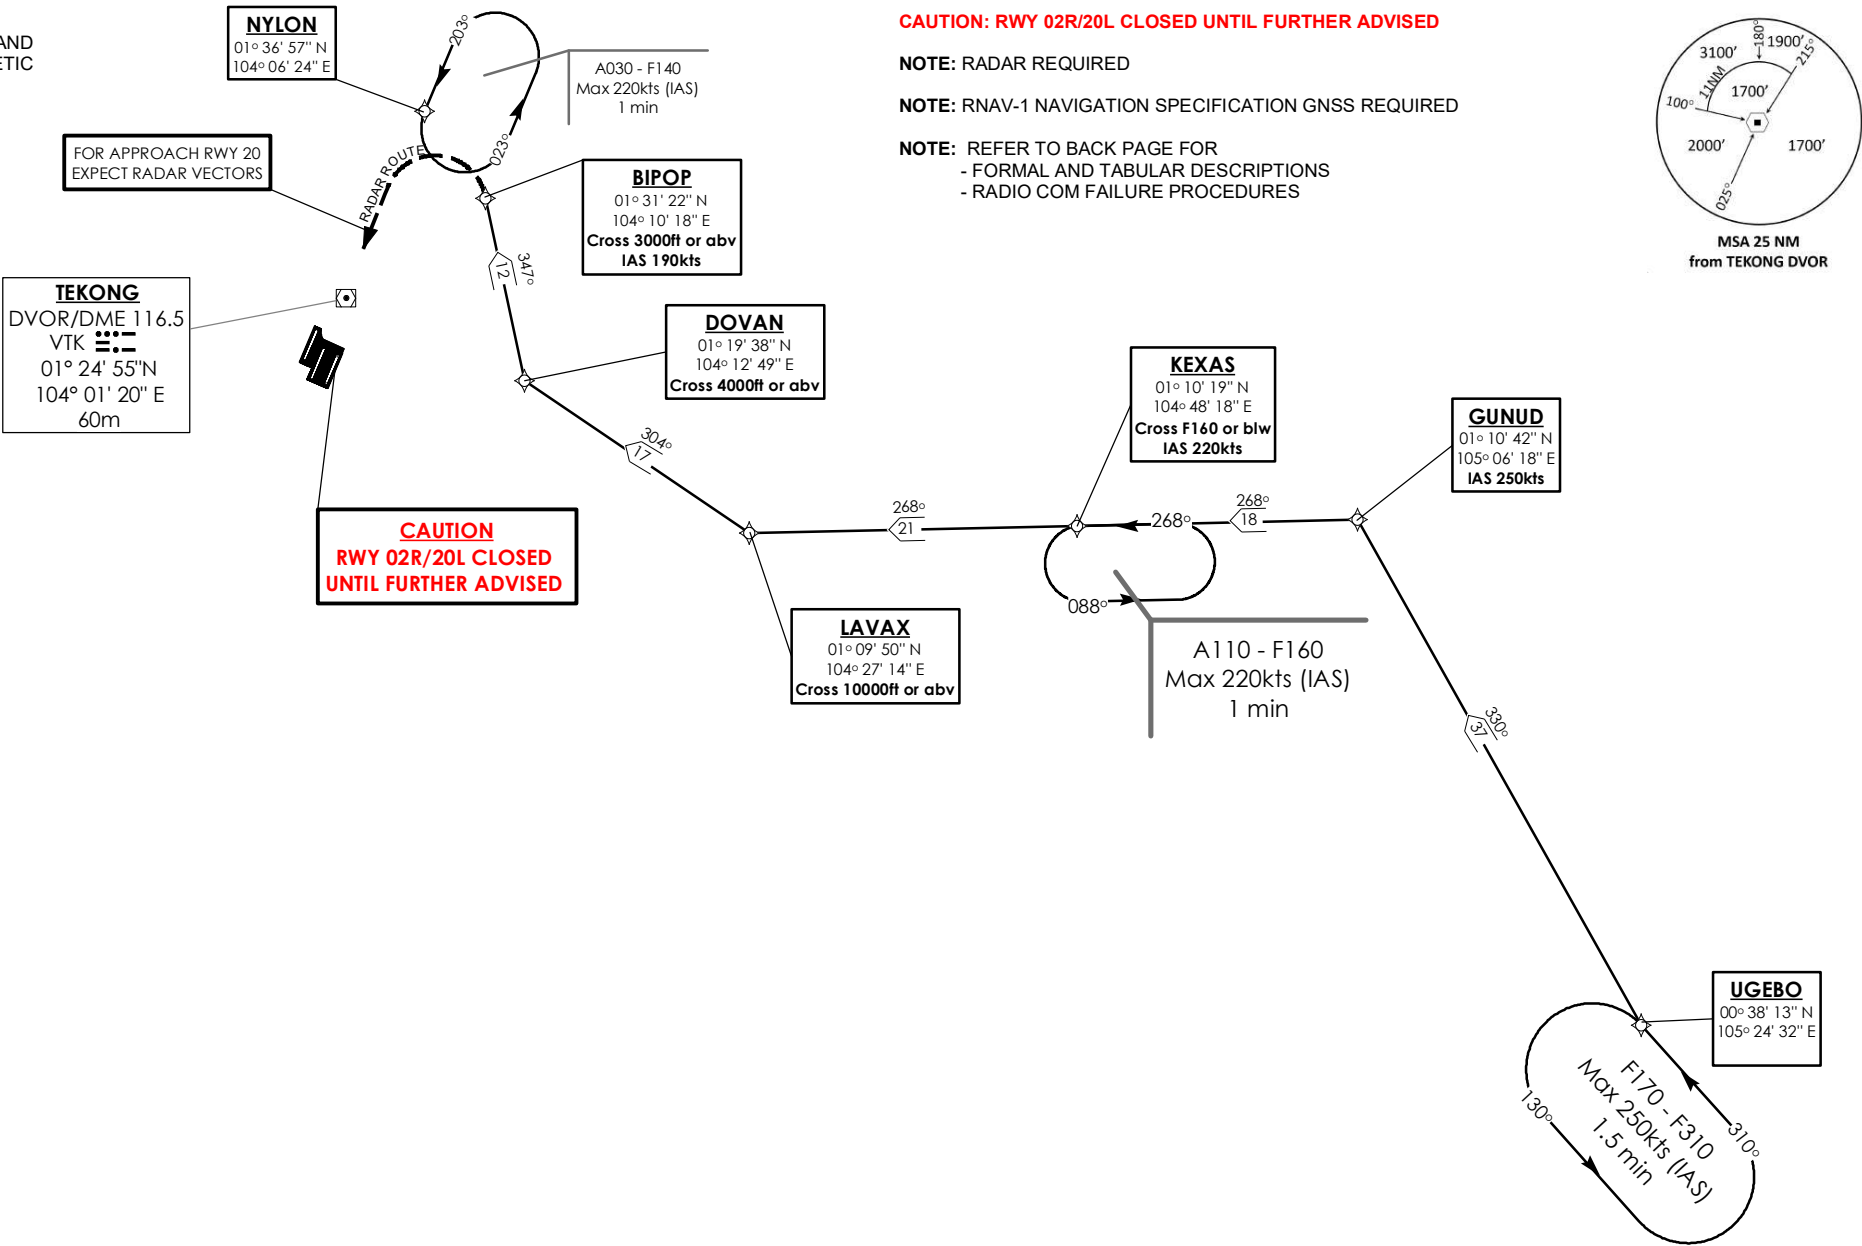 AND
ETIC
NYLON
01° 36' 57" N
104° 06' 24" E
203°
023°
A030 - F140
Max 220kts (IAS)
1 min
CAUTION: RWY 02R/20L CLOSED UNTIL FURTHER ADVISED
NOTE: RADAR REQUIRED
NOTE: RNAV-1 NAVIGATION SPECIFICATION GNSS REQUIRED
NOTE: REFER TO BACK PAGE FOR
- FORMAL AND TABULAR DESCRIPTIONS
- RADIO COM FAILURE PROCEDURES
3100'
180°
1900'
215°
11NM
1700'
100°
2000'
1700'
025°
MSA 25 NM
from TEKONG DVOR
FOR APPROACH RWY 20
EXPECT RADAR VECTORS
RADAR ROUTE
BIPOP
01° 31' 22" N
104° 10' 18" E
Cross 3000ft or abv
IAS 190kts
347°
12
TEKONG
DVOR/DME 116.5
VTK
01° 24' 55"N
104° 01' 20" E
60m
DOVAN
01° 19' 38" N
104° 12' 49" E
Cross 4000ft or abv
304°
17
KEXAS
01° 10' 19" N
104° 48' 18" E
Cross F160 or blw
IAS 220kts
GUNUD
01° 10' 42" N
105° 06' 18" E
IAS 250kts
CAUTION
RWY 02R/20L CLOSED
UNTIL FURTHER ADVISED
268°
21
268°
268°
18
088°
LAVAX
01° 09' 50" N
104° 27' 14" E
Cross 10000ft or abv
A110 - F160
Max 220kts (IAS)
1 min
330°
37
UGEBO
00° 38' 13" N
105° 24' 32" E
F170 - F310
Max 250kts (IAS)
1.5 min
130°
310°